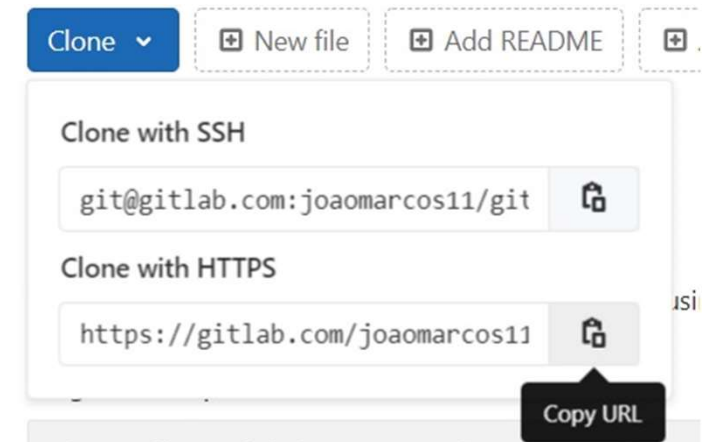 Clone
New file
Add README
Clone with SSH
git@gitlab.com:joaomarcos11/git
Clone with HTTPS
https://gitlab.com/joaomarcos11
Copy URL